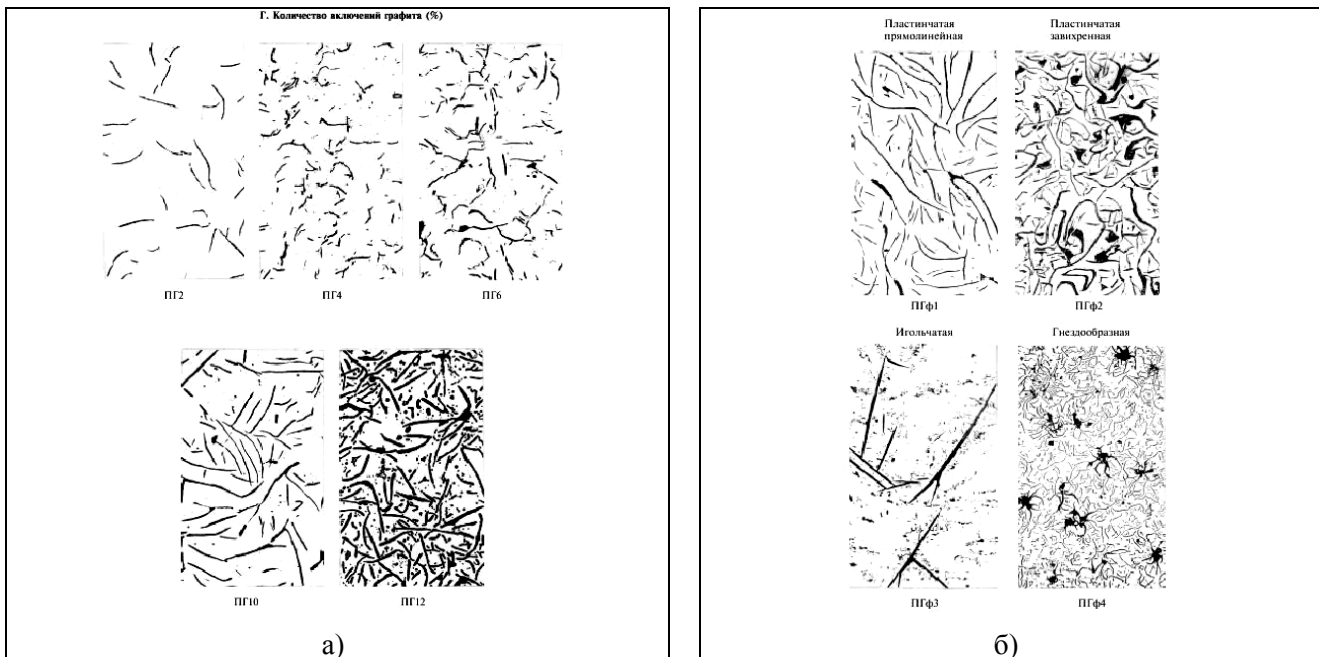 Г. Количество включений графита (%)
ПГ2 ПГ4 ПГ6
ПГ10 ПГ12
а)
Пластинчатая прямолинейная
Пластинчатая завихренная
ПГф1 ПГф2
Игольчатая Гнездообразная
ПГф3 ПГф4
б)